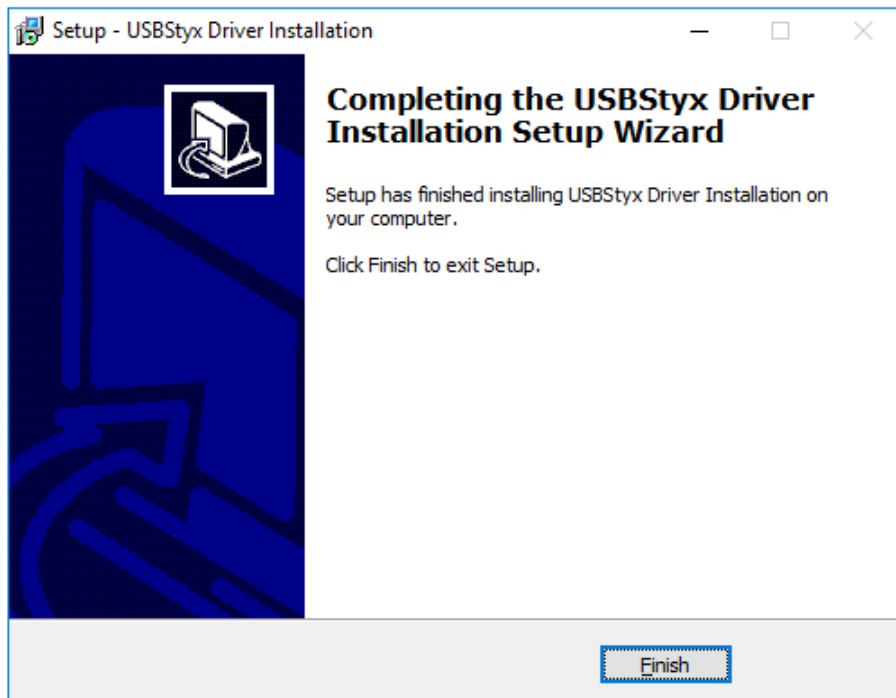 Setup - USBStyx Driver Installation
Completing the USBStyx Driver
Installation Setup Wizard
Setup has finished installing USBStyx Driver Installation on
your computer.
Click Finish to exit Setup.
Finish